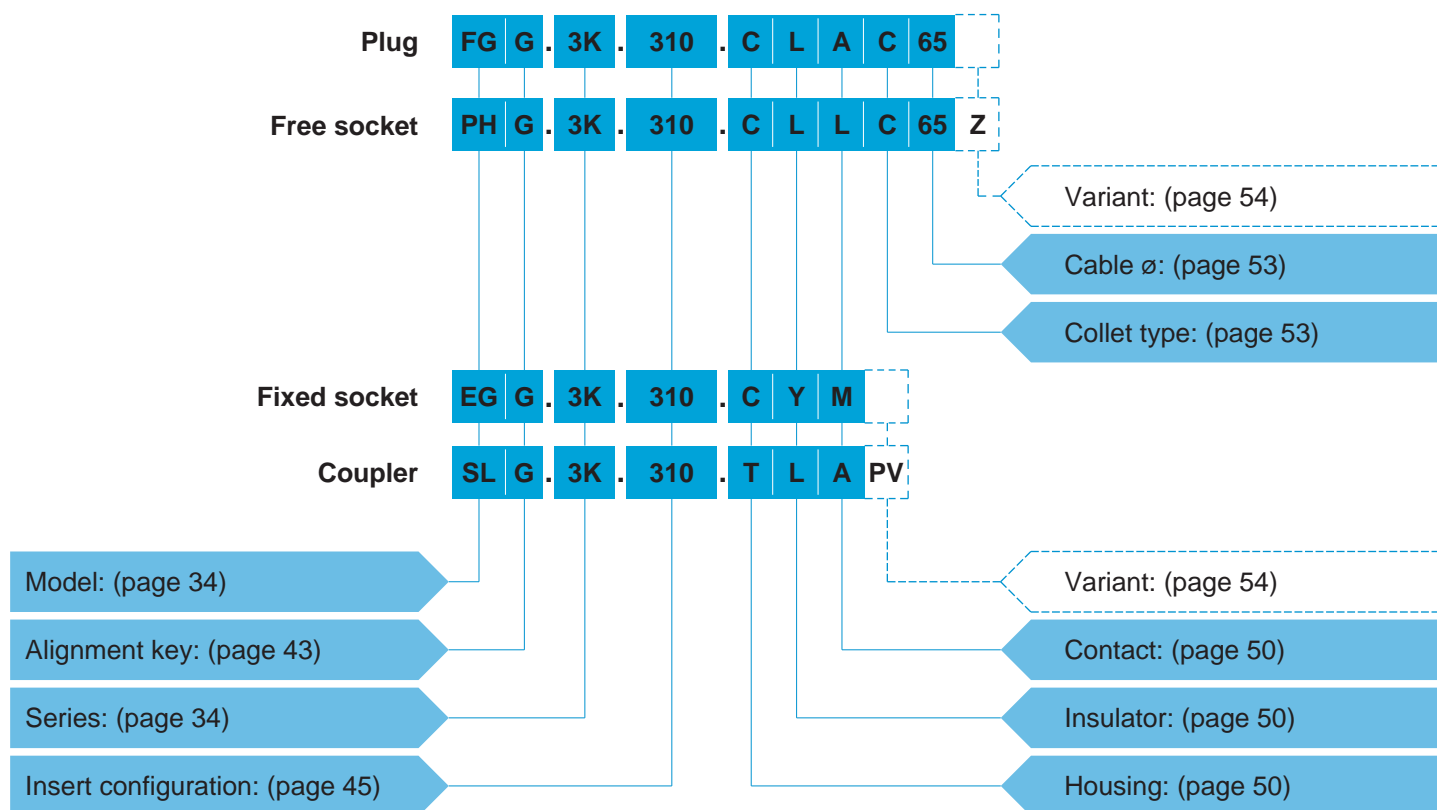 Plug FG G . 3K . 310 . C L A C 65
Free socket PH G . 3K . 310 . C L L C 65 Z
Variant: (page 54)
Cable ø: (page 53)
Collet type: (page 53)
Fixed socket EG G . 3K . 310 . C Y M
Coupler SL G . 3K . 310 . T L A PV
Model: (page 34) Variant: (page 54)
Alignment key: (page 43) Contact: (page 50)
Series: (page 34) Insulator: (page 50)
Insert configuration: (page 45) Housing: (page 50)